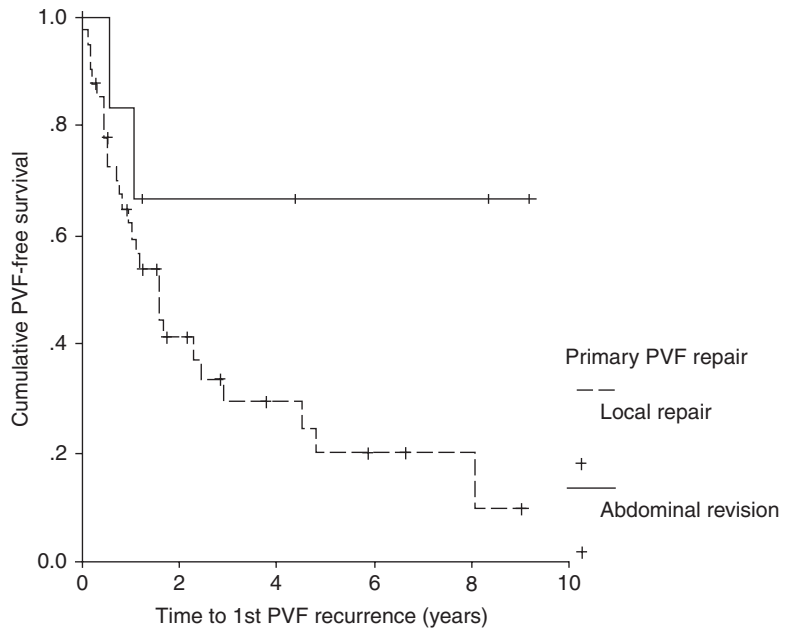 1.0
.8
.6
.4
.2
0.0
Cumulative PVF-free survival
0 2 4 6 8 10
Time to 1st PVF recurrence (years)
Primary PVF repair
Local repair
Abdominal revision